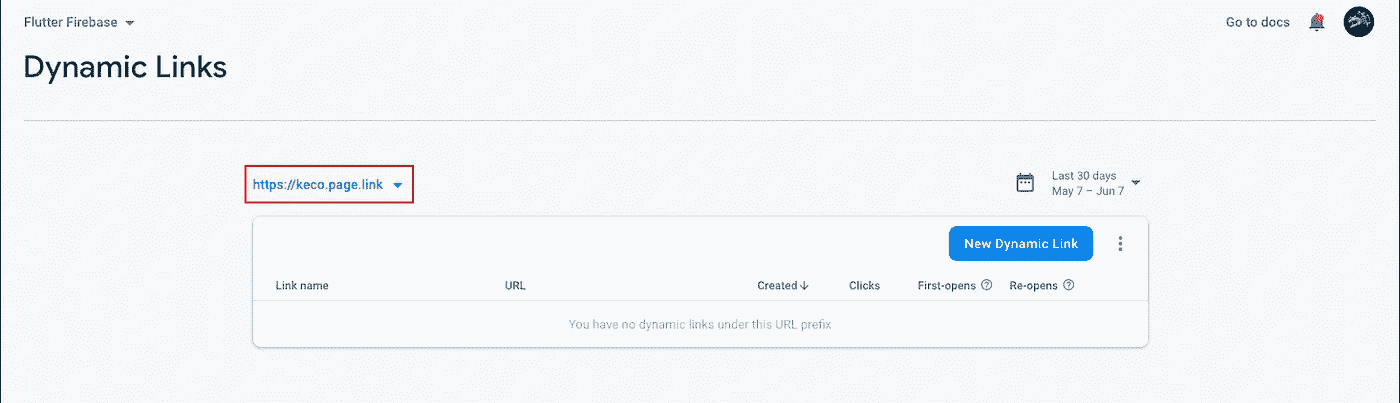 Flutter Firebase
Go to docs
Dynamic Links
https://keco.page.link
Last 30 days
May 7 – Jun 7
New Dynamic Link
Link name URL Created Clicks First-opens Re-opens
You have no dynamic links under this URL prefix